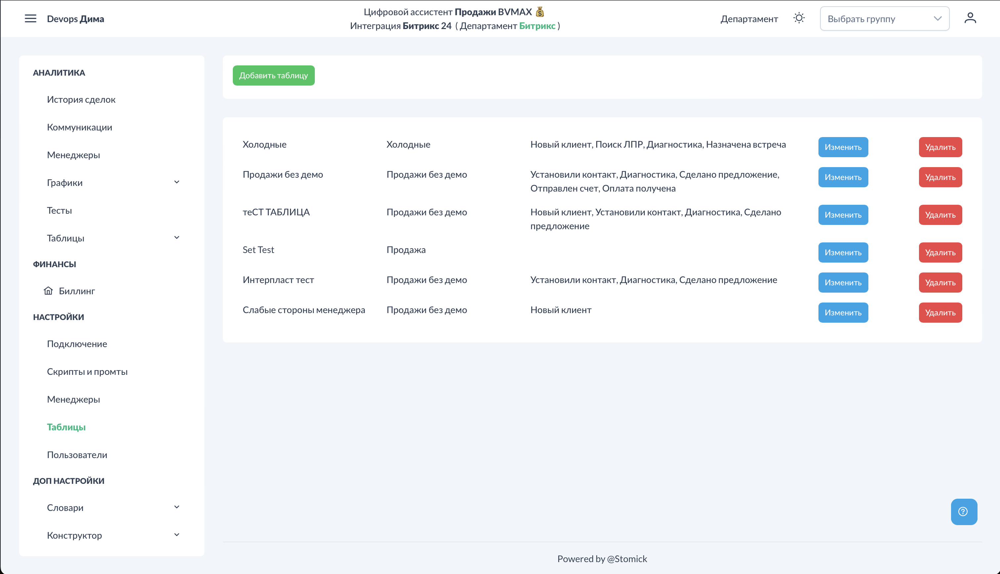 Devops Дима
Цифровой ассистент Продажи BVMAX 💰
Интеграция Битрикс 24 ( Департамент Битрикс )
Департамент
Выбрать группу
АНАЛИТИКА
История сделок
Коммуникации
Менеджеры
Графики
Тесты
Таблицы
ФИНАНСЫ
Биллинг
НАСТРОЙКИ
Подключение
Скрипты и промты
Менеджеры
Таблицы
Пользователи
ДОП НАСТРОЙКИ
Словари
Конструктор
Добавить таблицу
Холодные Холодные Новый клиент, Поиск ЛПР, Диагностика, Назначена встреча Изменить Удалить
Продажи без демо Продажи без демо Установили контакт, Диагностика, Сделано предложение, Изменить Удалить
Отправлен счет, Оплата получена
теСТ ТАБЛИЦА Продажи без демо Новый клиент, Установили контакт, Диагностика, Сделано Изменить Удалить
предложение
Set Test Продажа Изменить Удалить
Интерпласт тест Продажи без демо Установили контакт, Диагностика, Сделано предложение Изменить Удалить
Слабые стороны менеджера Продажи без демо Новый клиент Изменить Удалить
Powered by @Stomick